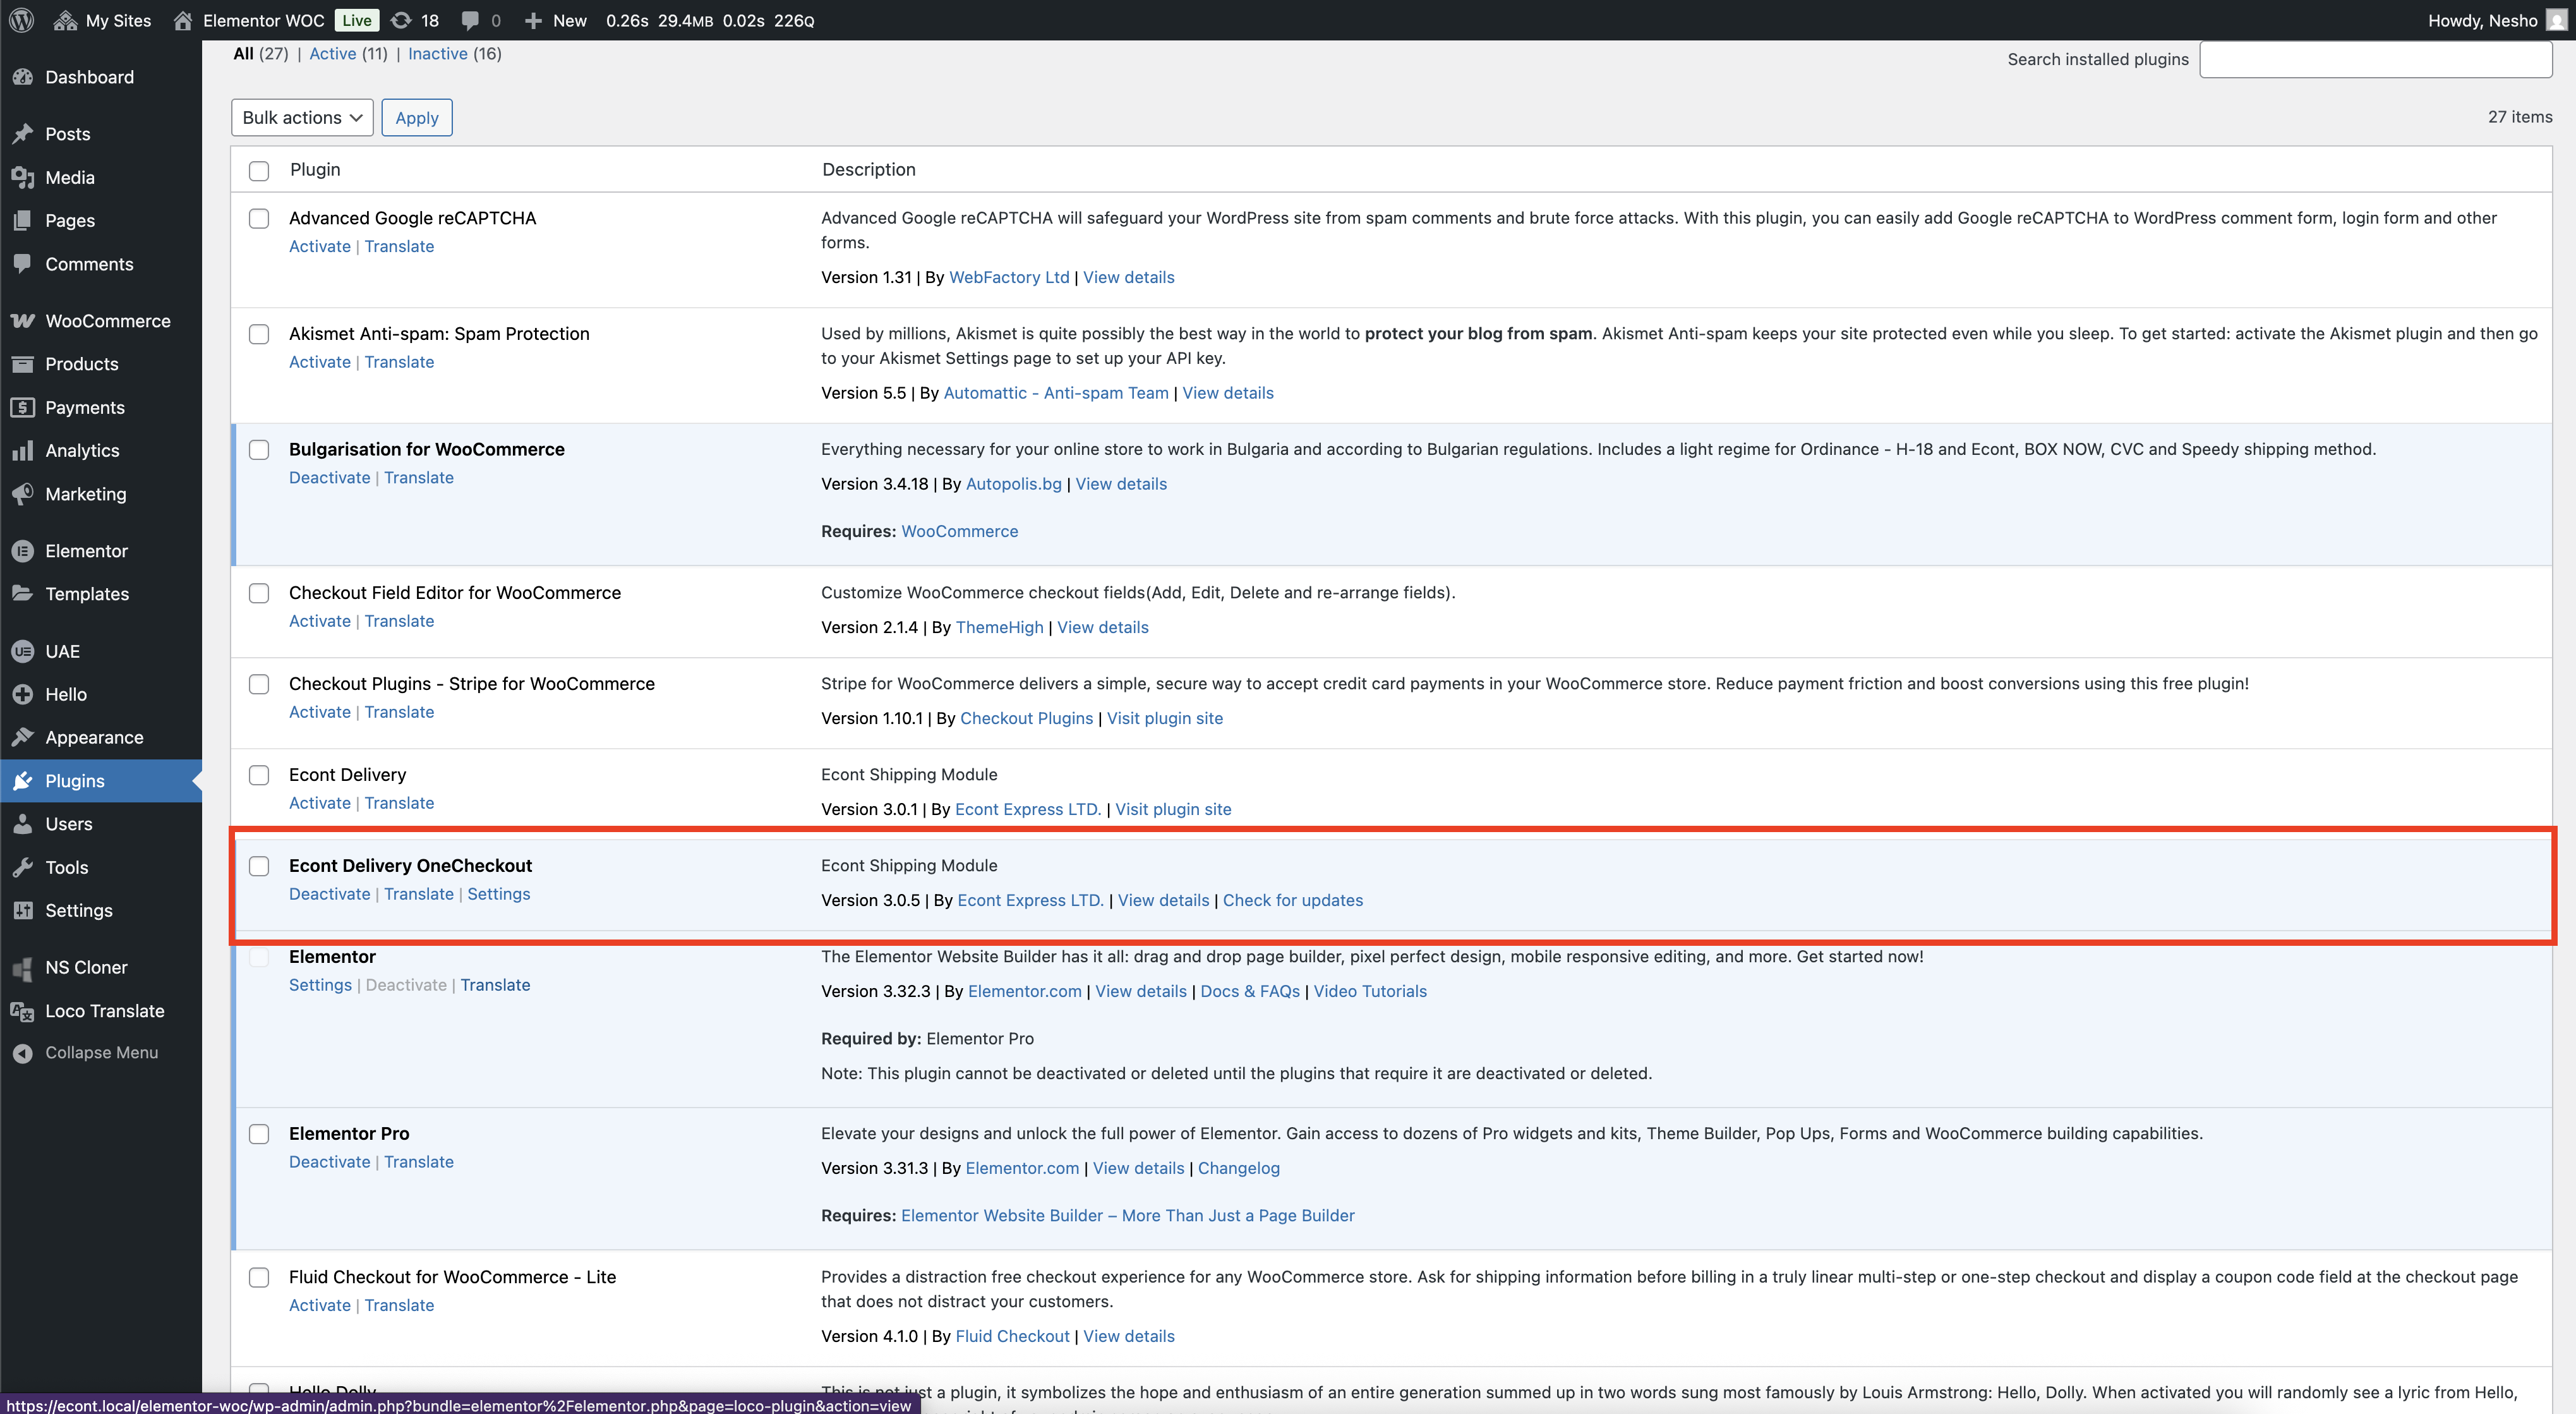 My Sites Elementor WOC Live 18 0 New 0.26s 29.4MB 0.02s 226Q Howdy, Nesho
All (27) | Active (11) | Inactive (16)
Search installed plugins
Bulk actions Apply
27 items
Dashboard
Posts
Media
Pages
Comments
WooCommerce
Products
Payments
Analytics
Marketing
Elementor
Templates
UAE
Hello
Appearance
Plugins
Users
Tools
Settings
NS Cloner
Loco Translate
Collapse Menu
Plugin Description
Advanced Google reCAPTCHA
Activate | Translate
Advanced Google reCAPTCHA will safeguard your WordPress site from spam comments and brute force attacks. With this plugin, you can easily add Google reCAPTCHA to WordPress comment form, login form and other
forms.
Version 1.31 | By WebFactory Ltd | View details
Akismet Anti-spam: Spam Protection
Activate | Translate
Used by millions, Akismet is quite possibly the best way in the world to protect your blog from spam. Akismet Anti-spam keeps your site protected even while you sleep. To get started: activate the Akismet plugin and then go
to your Akismet Settings page to set up your API key.
Version 5.5 | By Automattic - Anti-spam Team | View details
Bulgarisation for WooCommerce
Deactivate | Translate
Everything necessary for your online store to work in Bulgaria and according to Bulgarian regulations. Includes a light regime for Ordinance - H-18 and Econt, BOX NOW, CVC and Speedy shipping method.
Version 3.4.18 | By Autopolis.bg | View details
Requires: WooCommerce
Checkout Field Editor for WooCommerce
Activate | Translate
Customize WooCommerce checkout fields(Add, Edit, Delete and re-arrange fields).
Version 2.1.4 | By ThemeHigh | View details
Checkout Plugins - Stripe for WooCommerce
Activate | Translate
Stripe for WooCommerce delivers a simple, secure way to accept credit card payments in your WooCommerce store. Reduce payment friction and boost conversions using this free plugin!
Version 1.10.1 | By Checkout Plugins | Visit plugin site
Econt Delivery
Activate | Translate
Econt Shipping Module
Version 3.0.1 | By Econt Express LTD. | Visit plugin site
Econt Delivery OneCheckout
Deactivate | Translate | Settings
Econt Shipping Module
Version 3.0.5 | By Econt Express LTD. | View details | Check for updates
Elementor
Settings | Deactivate | Translate
The Elementor Website Builder has it all: drag and drop page builder, pixel perfect design, mobile responsive editing, and more. Get started now!
Version 3.32.3 | By Elementor.com | View details | Docs & FAQs | Video Tutorials
Required by: Elementor Pro
Note: This plugin cannot be deactivated or deleted until the plugins that require it are deactivated or deleted.
Elementor Pro
Deactivate | Translate
Elevate your designs and unlock the full power of Elementor. Gain access to dozens of Pro widgets and kits, Theme Builder, Pop Ups, Forms and WooCommerce building capabilities.
Version 3.31.3 | By Elementor.com | View details | Changelog
Requires: Elementor Website Builder – More Than Just a Page Builder
Fluid Checkout for WooCommerce - Lite
Activate | Translate
Provides a distraction free checkout experience for any WooCommerce store. Ask for shipping information before billing in a truly linear multi-step or one-step checkout and display a coupon code field at the checkout page
that does not distract your customers.
Version 4.1.0 | By Fluid Checkout | View details
Hello Dolly
This is not just a plugin, it symbolizes the hope and enthusiasm of an entire generation summed up in two words sung most famously by Louis Armstrong: Hello, Dolly. When activated you will randomly see a lyric from Hello,
https://econt.local/elementor-woc/wp-admin/admin.php?bundle=elementor%2Felementor.php&page=loco-plugin&action=view